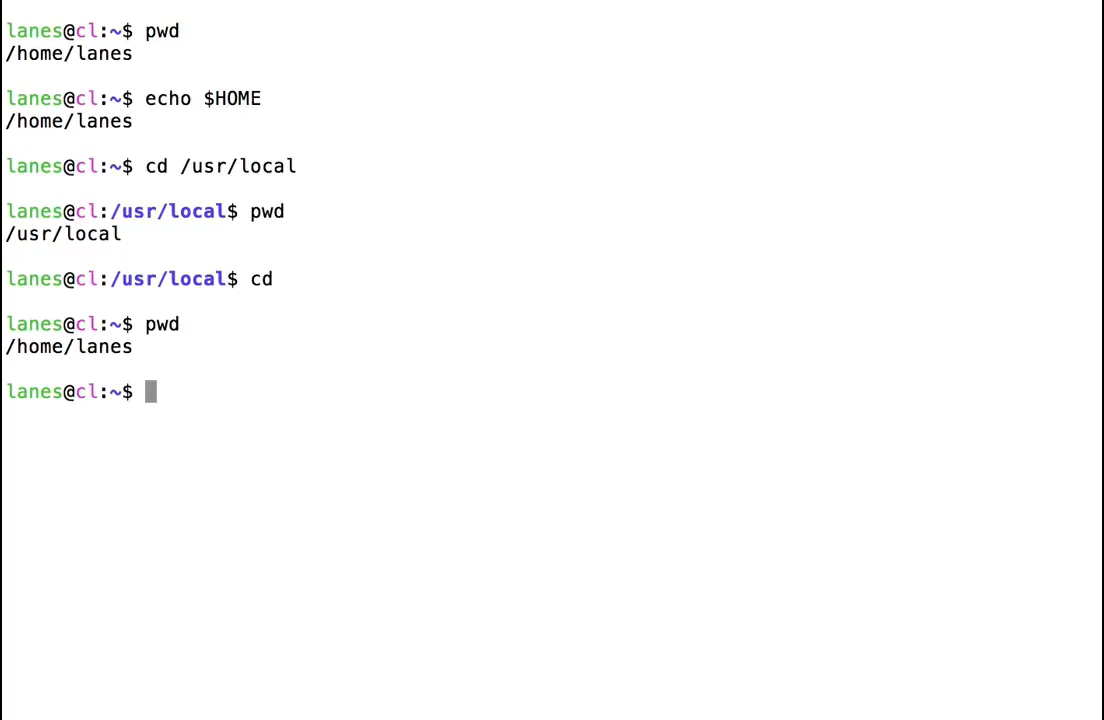 lanes@cl:~$ pwd
/home/lanes
lanes@cl:~$ echo $HOME
/home/lanes
lanes@cl:~$ cd /usr/local
lanes@cl:/usr/local$ pwd
/usr/local
lanes@cl:/usr/local$ cd
lanes@cl:~$ pwd
/home/lanes
lanes@cl:~$